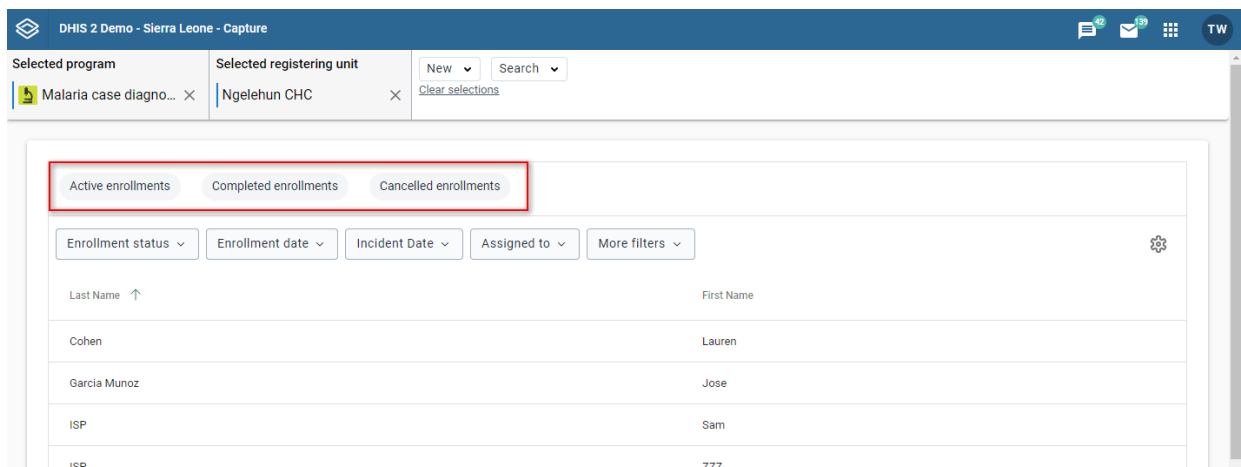 DHIS 2 Demo - Sierra Leone - Capture
42
139
TW
Selected program
Selected registering unit
New
Search
Malaria case diagno...
Ngelehun CHC
Clear selections
Active enrollments
Completed enrollments
Cancelled enrollments
Enrollment status
Enrollment date
Incident Date
Assigned to
More filters
Last Name
First Name
Cohen
Lauren
Garcia Munoz
Jose
ISP
Sam